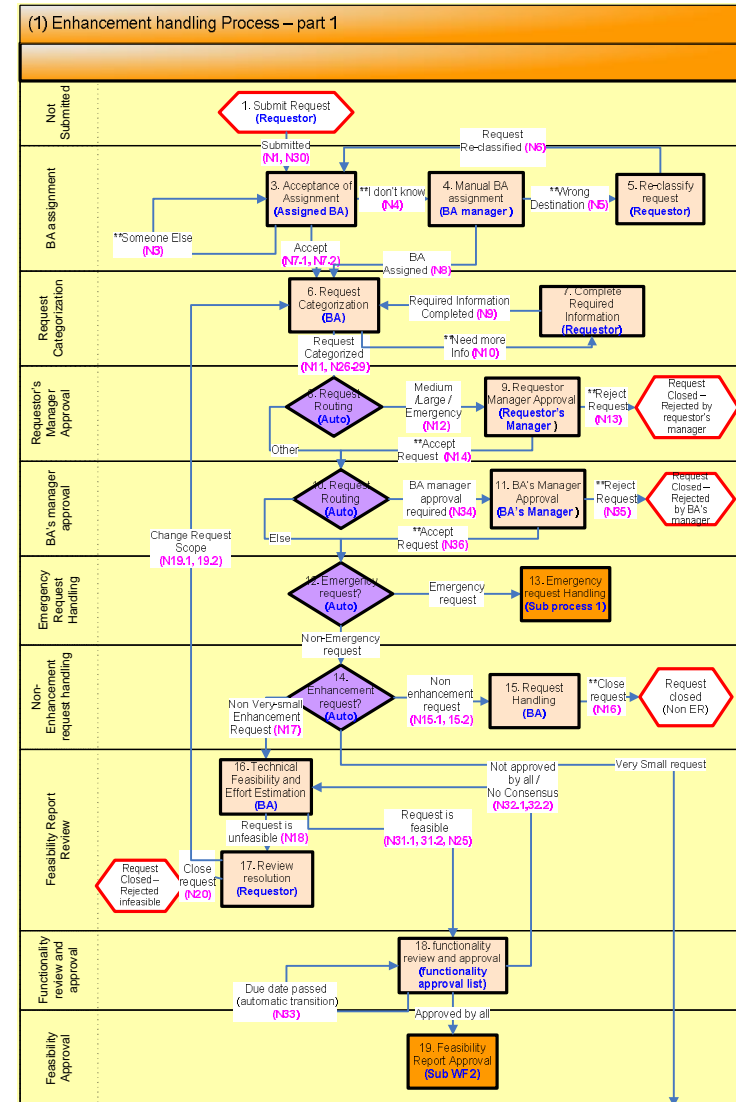 (1) Enhancement handling Process – part 1
Not
Submitted
1. Submit Request
(Requestor)
Submitted
(N1, N30)
Request
Re-classified (N6)
BA assignment
3. Acceptance of
Assignment
(Assigned BA)
**I don't know
(N4)
4. Manual BA
assignment
(BA manager)
**Wrong
Destination (N5)
5. Re-classify
request
(Requestor)
**Someone Else
(N3)
Accept
(N7.1, N7.2)
BA
Assigned (N8)
Request
Categorization
6. Request
Categorization
(BA)
Required Information
Completed (N9)
7. Complete
Required
Information
(Requestor)
**Need more
Info (N10)
Request
Categorized
(N11, N26-29)
Requestor's
Manager
Approval
8. Request
Routing
(Auto)
Medium
/Large /
Emergency
(N12)
9. Requestor
Manager Approval
(Requestor's
Manager)
**Reject
Request
(N13)
Request
Closed –
Rejected by
requestor's
manager
Other
**Accept
Request (N14)
BA's manager
approval
10. Request
Routing
(Auto)
BA manager
approval
required (N34)
11. BA's Manager
Approval
(BA's Manager)
**Reject
Request
(N35)
Request
Closed –
Rejected
by BA's
manager
Else
**Accept
Request (N36)
Change Request
Scope
(N19.1, 19.2)
Emergency
Request
Handling
12. Emergency
request?
(Auto)
Emergency
request
13. Emergency
request Handling
(Sub process 1)
Non-Emergency
request
Non-
Enhancement
request handling
14.
Enhancement
request?
(Auto)
Non
enhancement
request
(N15.1, 15.2)
15. Request
Handling
(BA)
**Close
request
(N16)
Request
closed
(Non ER)
Non Very-small
Enhancement
Request (N17)
Very Small request
Feasibility Report
Review
16. Technical
Feasibility and
Effort Estimation
(BA)
Not approved
by all /
No Consensus
(N32.1,32.2)
Request is
unfeasible (N18)
Request is
feasible
(N31.1, 31.2, N25)
17. Review
resolution
(Requestor)
Close
request
(N20)
Request
Closed –
Rejected
infeasible
Functionality
review and
approval
18. functionality
review and approval
(functionality
approval list)
Due date passed
(automatic transition)
(N33)
Approved by all
Feasibility
Approval
19. Feasibility
Report Approval
(Sub WF2)